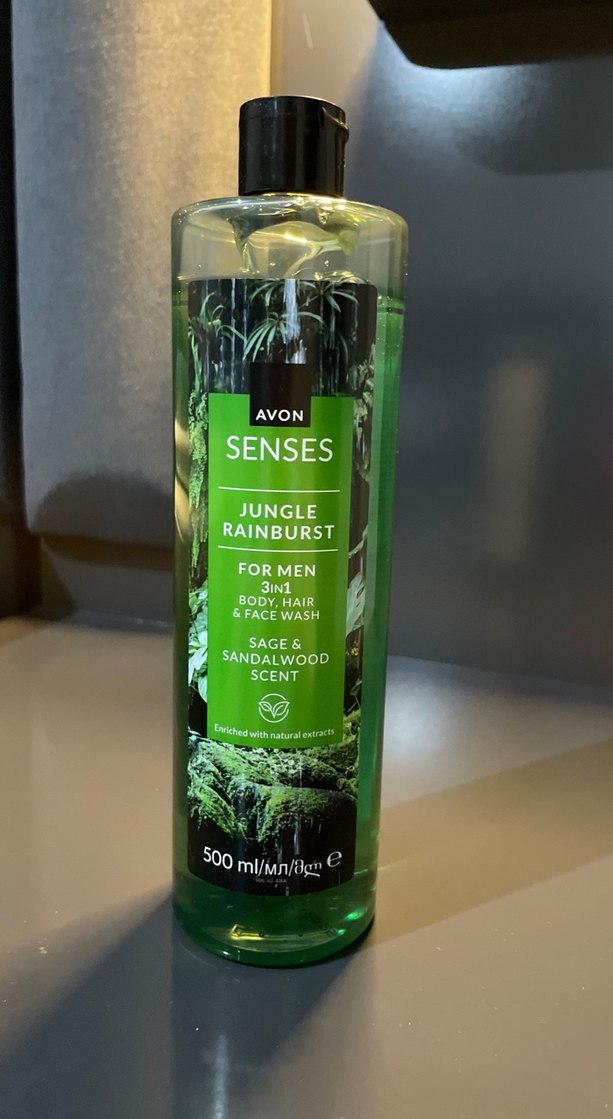 AVON
SENSES
JUNGLE
RAINBURST
FOR MEN
3IN1
BODY, HAIR
& FACE WASH
SAGE &
SANDALWOOD
SCENT
Enriched with natural extracts
500 ml/мл/მლ ℮